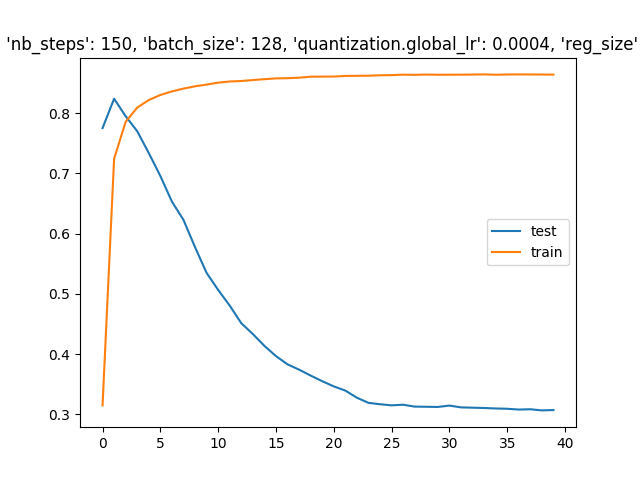 'nb_steps': 150, 'batch_size': 128, 'quantization.global_lr': 0.0004, 'reg_size'
0.8
0.7
0.6
0.5
0.4
0.3
test
train
0 5 10 15 20 25 30 35 40